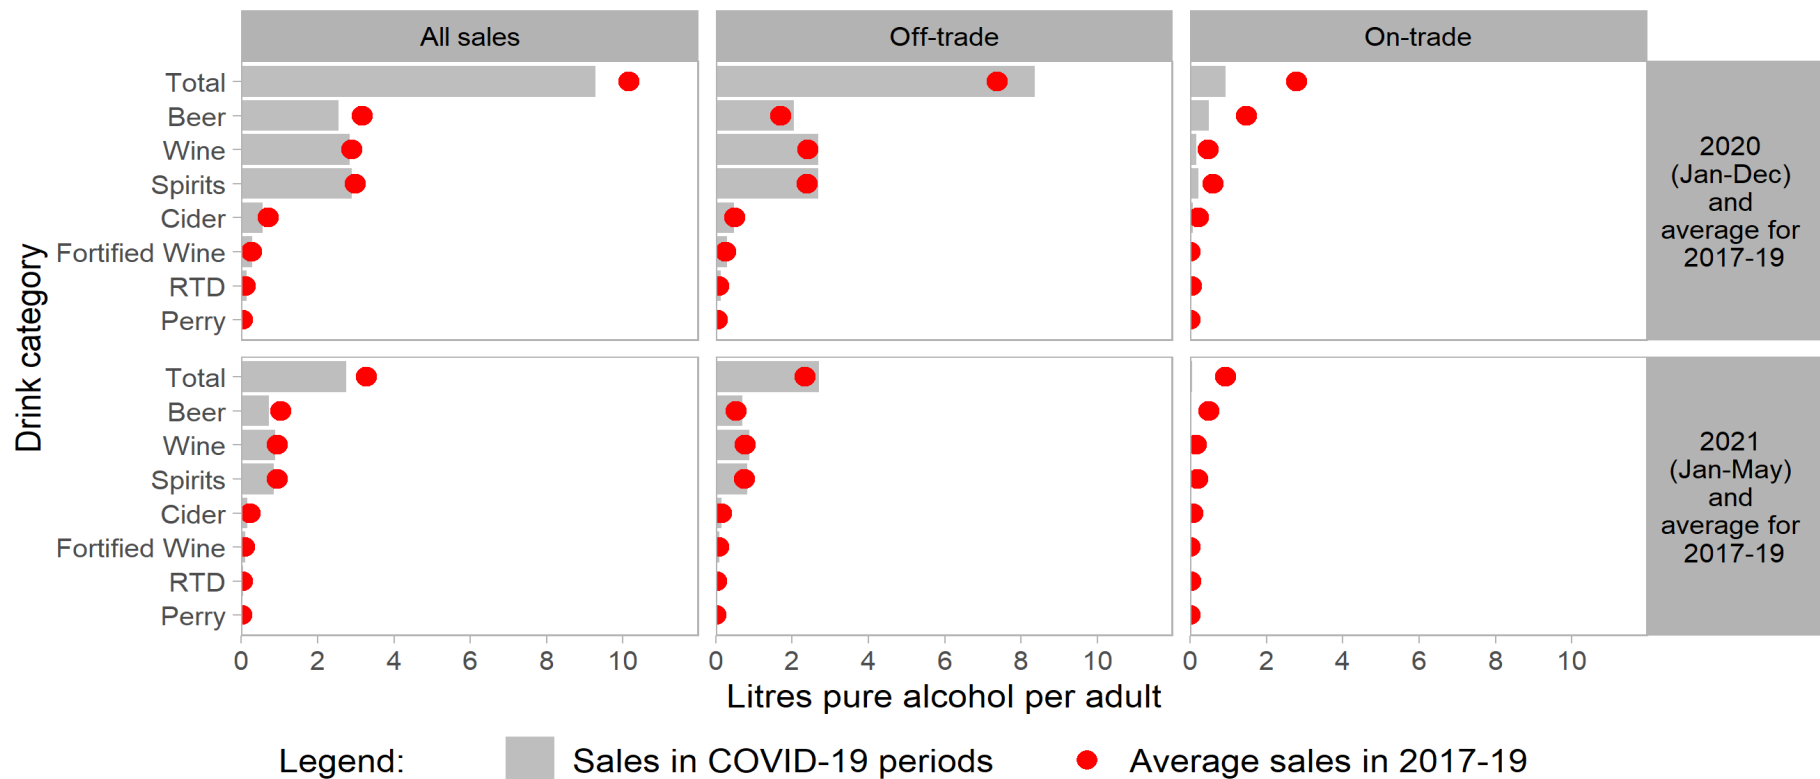 All sales
Off-trade
On-trade
Drink category
Total
Beer
Wine
Spirits
Cider
Fortified Wine
RTD
Perry
2020
(Jan-Dec)
and
average for
2017-19
Total
Beer
Wine
Spirits
Cider
Fortified Wine
RTD
Perry
2021
(Jan-May)
and
average for
2017-19
0 2 4 6 8 10 0 2 4 6 8 10 0 2 4 6 8 10
Litres pure alcohol per adult
Legend: Sales in COVID-19 periods Average sales in 2017-19